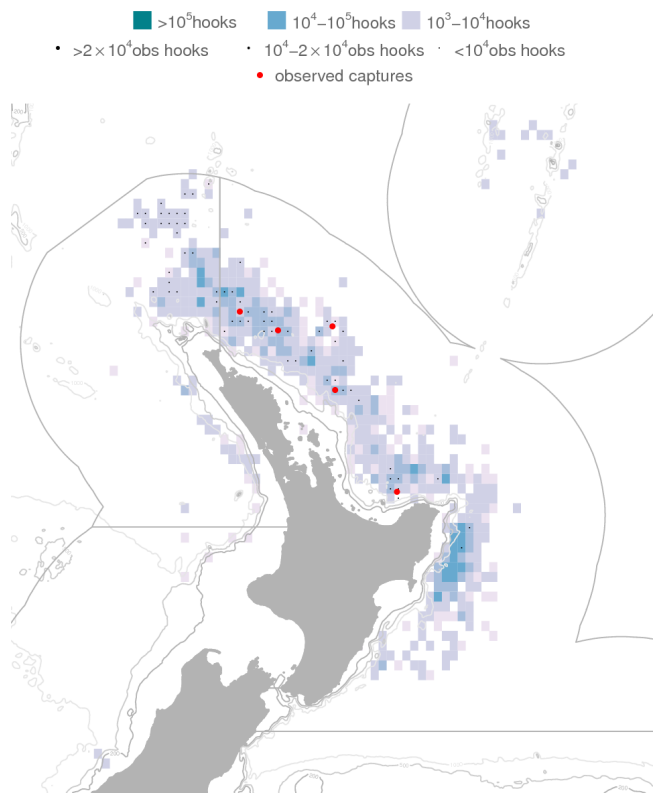 >10⁵hooks 10⁴–10⁵hooks 10³–10⁴hooks
>2×10⁴obs hooks 10⁴–2×10⁴obs hooks <10⁴obs hooks
observed captures